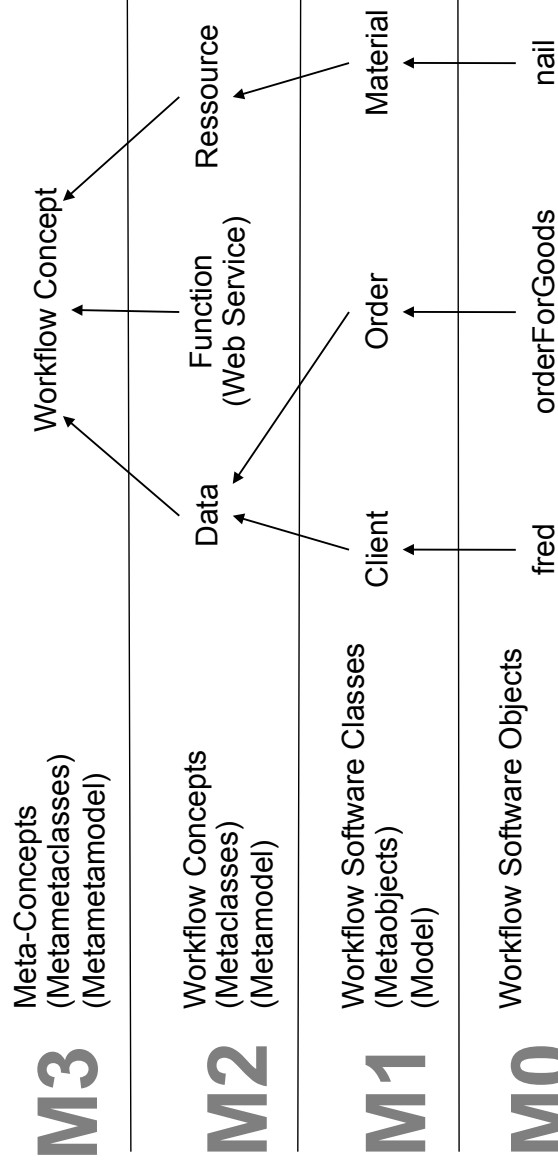 M3
Meta-Concepts
(Metametaclasses)
(Metametamodel)
Workflow Concept
M2
Workflow Concepts
(Metaclasses)
(Metamodel)
Data
Function
(Web Service)
Ressource
M1
Workflow Software Classes
(Metaobjects)
(Model)
Client
Order
Material
M0
Workflow Software Objects
fred
orderForGoods
nail